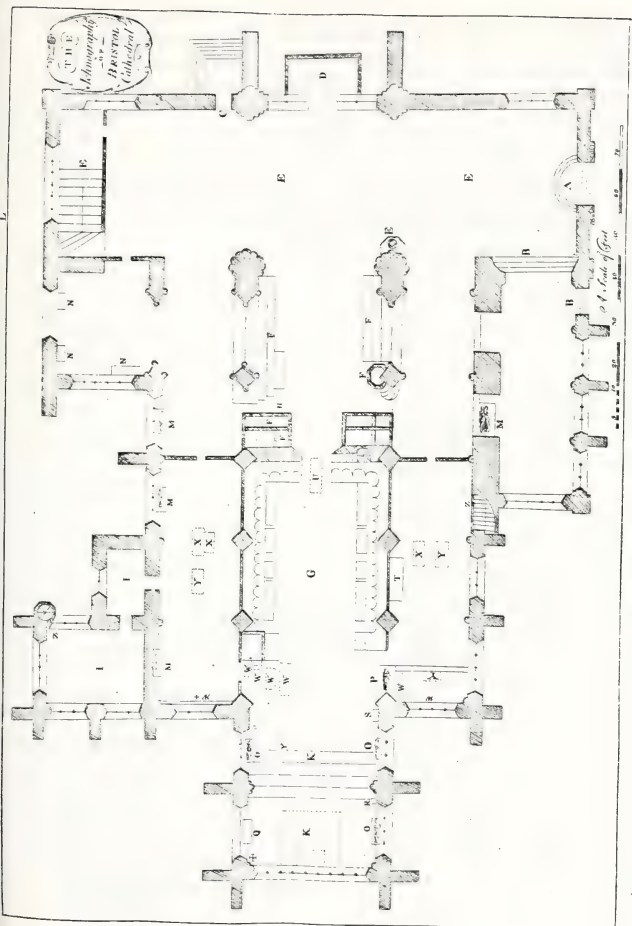 THE
Ichnography
OF
BRISTOL
Cathedral
L
D
C
E
E
E
E
A
A Scale of Feet
B
B
N
N
N
E
F
F
F
F
F
H
M
M
M
M
U
G
X
X
Y
T
X
Y
Z
Z
I
I
W
W
W
W
P
W
S
Y
K
O
O
R
Q
K
O